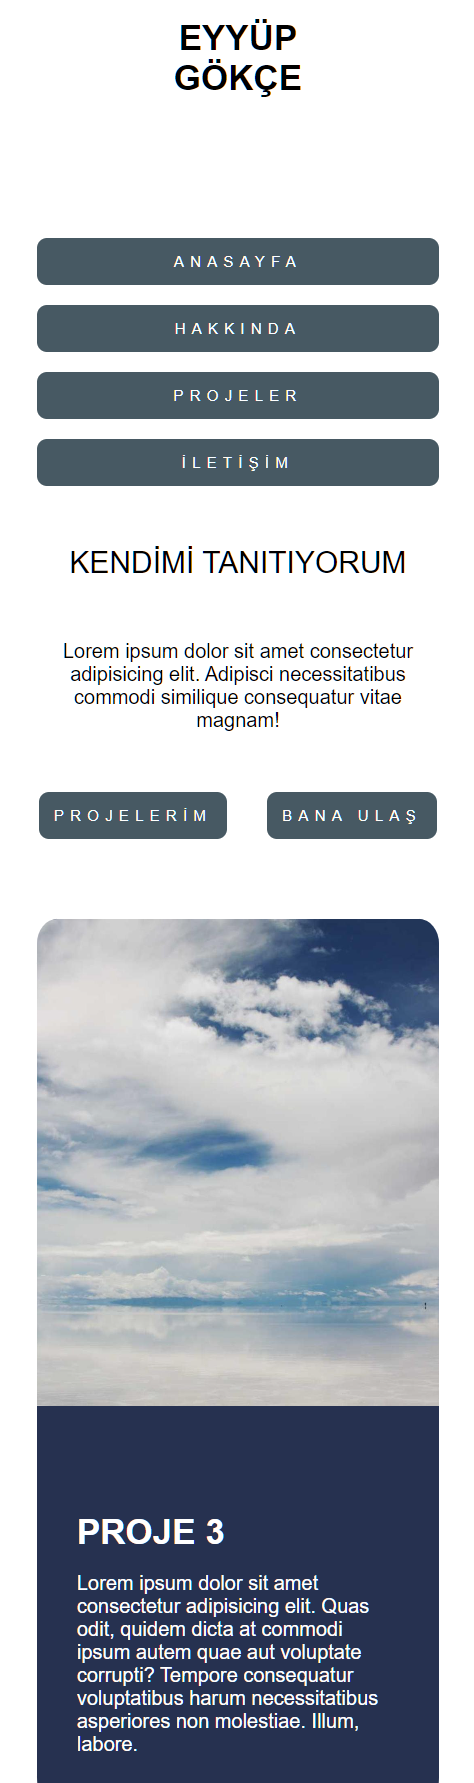 EYYÜP
GÖKÇE
ANASAYFA
HAKKINDA
PROJELER
İLETİŞİM
KENDİMİ TANITIYORUM
Lorem ipsum dolor sit amet consectetur
adipisicing elit. Adipisci necessitatibus
commodi similique consequatur vitae
magnam!
PROJELERİM
BANA ULAŞ
PROJE 3
Lorem ipsum dolor sit amet
consectetur adipisicing elit. Quas
odit, quidem dicta at commodi
ipsum autem quae aut voluptate
corrupti? Tempore consequatur
voluptatibus harum necessitatibus
asperiores non molestiae. Illum,
labore.